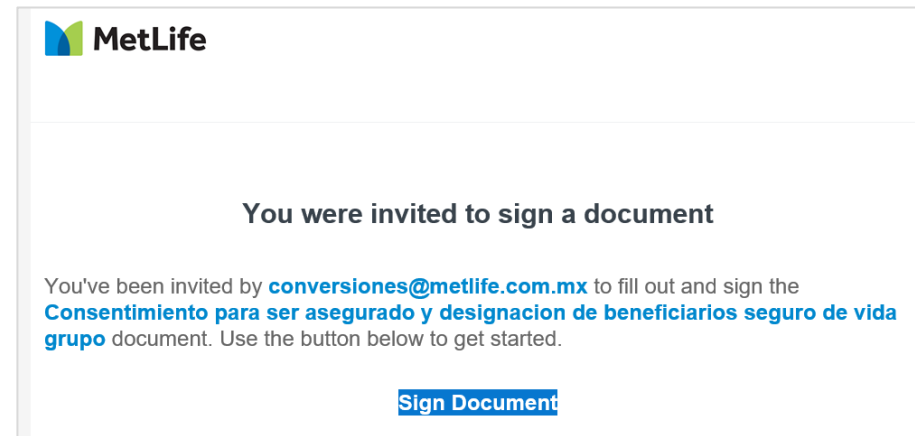 MetLife
You were invited to sign a document
You've been invited by conversiones@metlife.com.mx to fill out and sign the
Consentimiento para ser asegurado y designacion de beneficiarios seguro de vida
grupo document. Use the button below to get started.
Sign Document